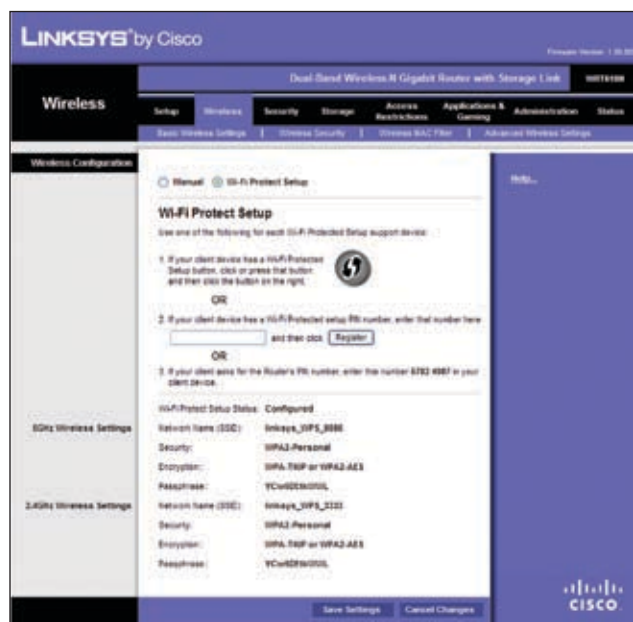 LINKSYS® by Cisco
Firmware Version: 1.00.00
Dual-Band Wireless-N Gigabit Router with Storage Link
WRT610N
Wireless
Setup
Wireless
Security
Storage
Access Restrictions
Applications & Gaming
Administration
Status
Basic Wireless Settings | Wireless Security | Wireless MAC Filter | Advanced Wireless Settings
Wireless Configuration
Manual Wi-Fi Protect Setup
Help...
Wi-Fi Protect Setup
Use one of the following for each Wi-Fi Protected Setup support device:
1. If your client device has a Wi-Fi Protected
Setup button, click or press that button
and then click the button on the right.
OR
2. If your client device has a Wi-Fi Protected setup PIN number, enter that number here
and then click Register
OR
3. If your client asks for the Router's PIN number, enter this number in your
client device.
Wi-Fi Protect Setup Status: Configured
5GHz Wireless Settings
Network Name (SSID):
Security: WPA2-Personal
Encryption: WPA-TKIP or WPA2-AES
Passphrase:
2.4GHz Wireless Settings
Network Name (SSID):
Security: WPA2-Personal
Encryption: WPA-TKIP or WPA2-AES
Passphrase:
Save Settings Cancel Changes
CISCO.